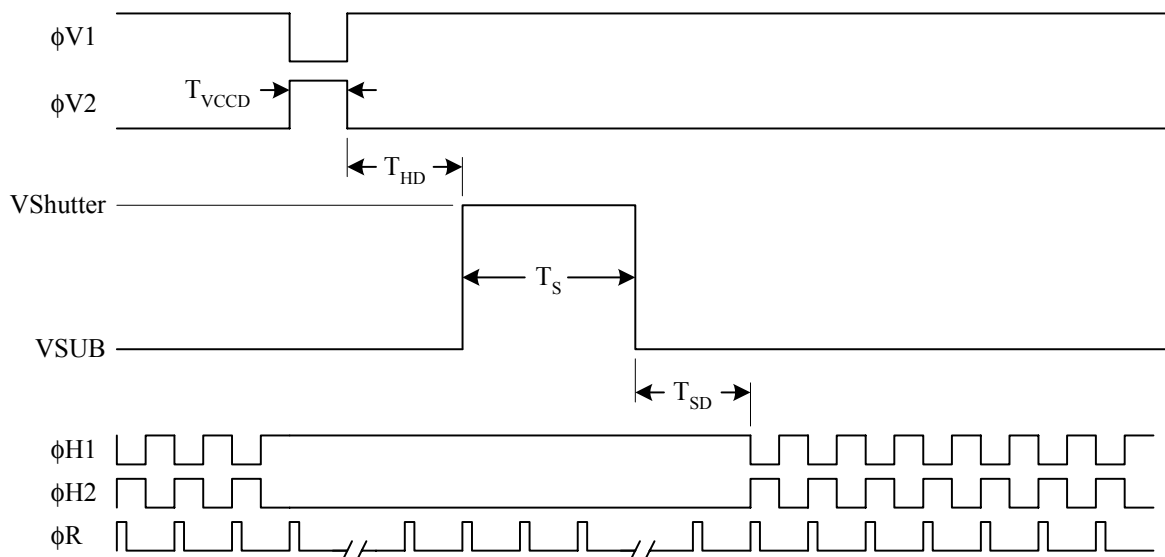 ϕV1
ϕV2
T_VCCD
T_HD
VShutter
T_S
VSUB
T_SD
ϕH1
ϕH2
ϕR